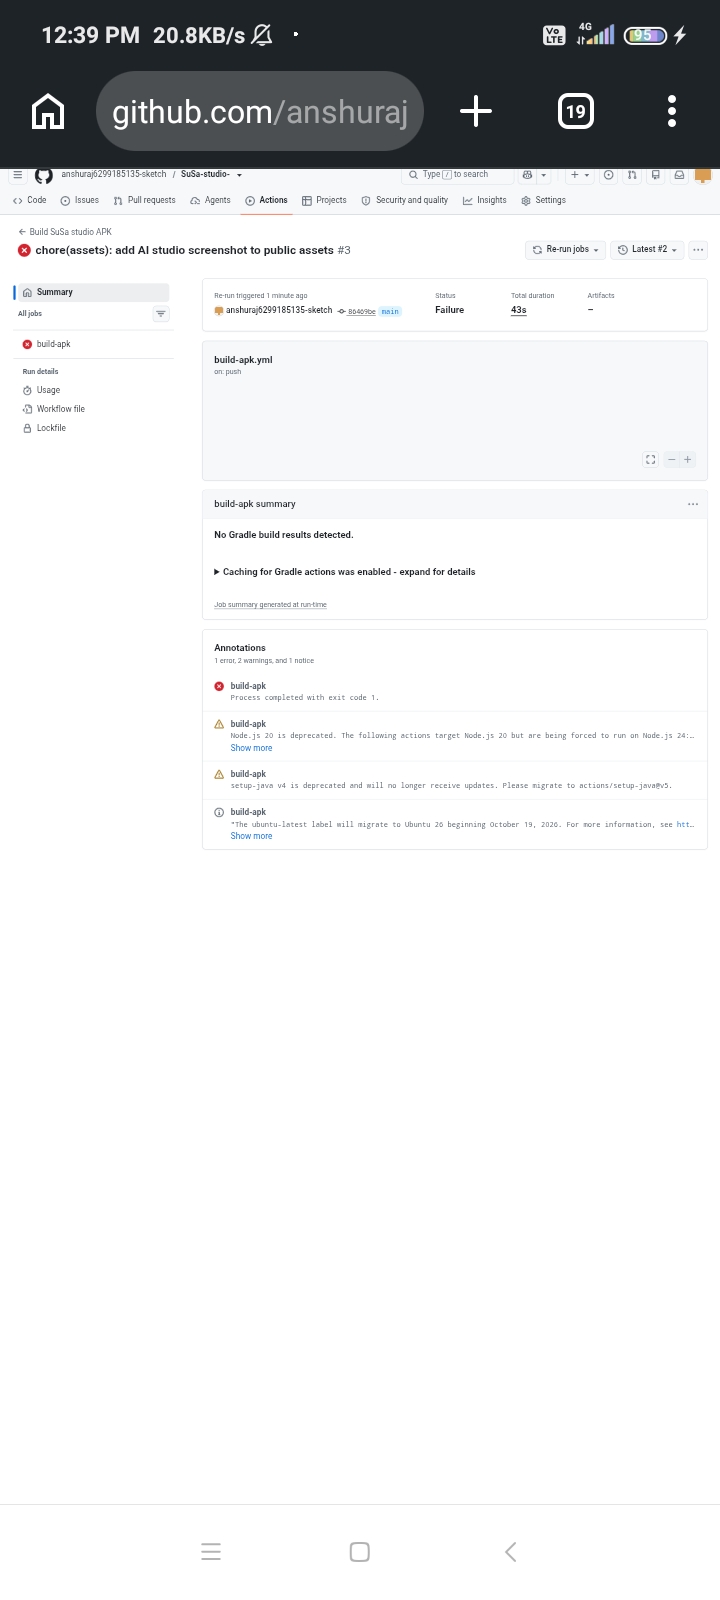 12:39 PM 20.8KB/s
Vo LTE 4G 95
github.com/anshuraj
19
anshuraj6299185135-sketch / SuSa-studio-
Type / to search
Code Issues Pull requests Agents Actions Projects Security and quality Insights Settings
← Build SuSa studio APK
chore(assets): add AI studio screenshot to public assets #3
Re-run jobs
Latest #2
Summary
All jobs
build-apk
Run details
Usage
Workflow file
Lockfile
Re-run triggered 1 minute ago
anshuraj6299185135-sketch 86469be main
Status
Failure
Total duration
43s
Artifacts
–
build-apk.yml
on: push
build-apk summary
No Gradle build results detected.
Caching for Gradle actions was enabled - expand for details
Job summary generated at run-time
Annotations
1 error, 2 warnings, and 1 notice
build-apk
Process completed with exit code 1.
build-apk
Node.js 20 is deprecated. The following actions target Node.js 20 but are being forced to run on Node.js 24:…
Show more
build-apk
setup-java v4 is deprecated and will no longer receive updates. Please migrate to actions/setup-java@v5.
build-apk
"The ubuntu-latest label will migrate to Ubuntu 26 beginning October 19, 2026. For more information, see htt…
Show more